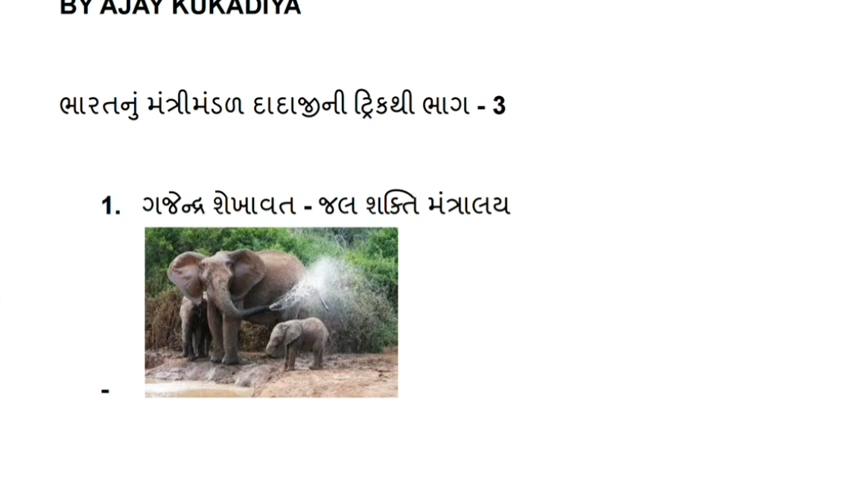 BY AJAY KUKADIYA
ભારતનું મંત્રીમંડળ દાદાજીની ટ્રિકથી ભાગ - 3
1. ગજેન્દ્ર શેખાવત - જલ શક્તિ મંત્રાલય
-